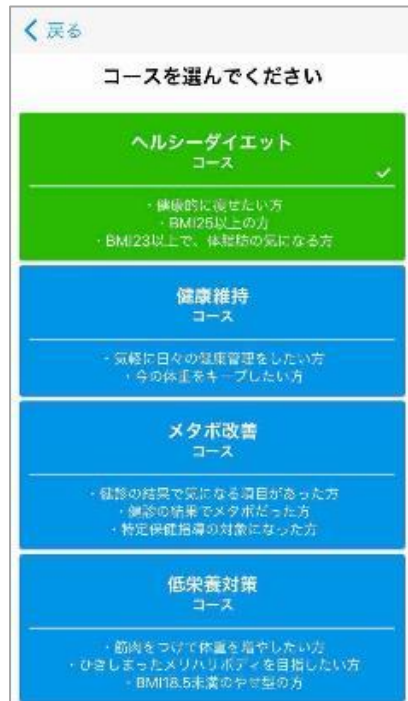 戻る
コースを選んでください
ヘルシーダイエット
コース
・健康的に痩せたい方
・BMI25以上の方
・BMI23以上で、体脂肪の気になる方
健康維持
コース
・気軽に日々の健康管理をしたい方
・今の体重をキープしたい方
メタボ改善
コース
・健診の結果で気になる項目があった方
・健診の結果でメタボだった方
・特定保健指導の対象になった方
低栄養対策
コース
・筋肉をつけて体重を増やしたい方
・ひきしまったメリハリボディを目指したい方
・BMI18.5未満のやせ型の方